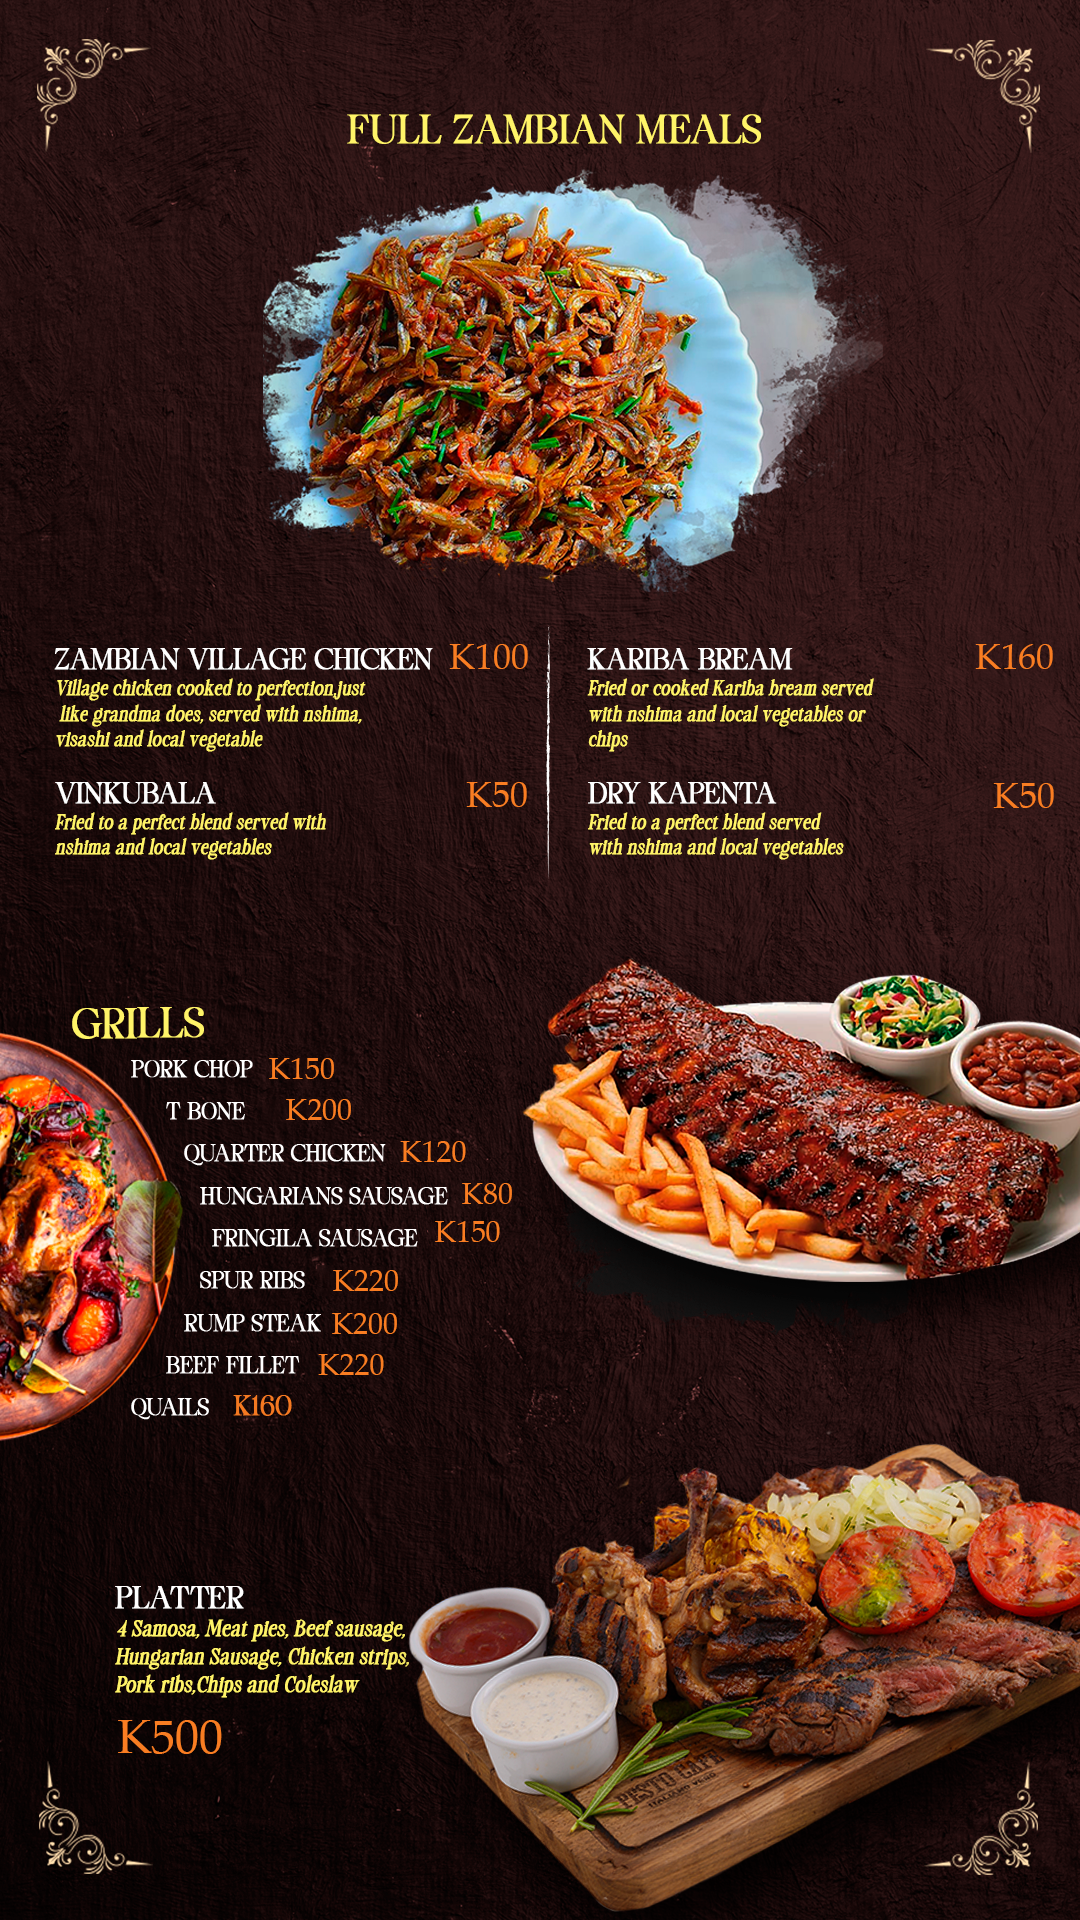 FULL ZAMBIAN MEALS
ZAMBIAN VILLAGE CHICKEN K100
Village chicken cooked to perfection,just
like grandma does, served with nshima,
visashi and local vegetable
VINKUBALA K50
Fried to a perfect blend served with
nshima and local vegetables
KARIBA BREAM K160
Fried or cooked Kariba bream served
with nshima and local vegetables or
chips
DRY KAPENTA K50
Fried to a perfect blend served
with nshima and local vegetables
GRILLS
PORK CHOP K150
T BONE K200
QUARTER CHICKEN K120
HUNGARIANS SAUSAGE K80
FRINGILA SAUSAGE K150
SPUR RIBS K220
RUMP STEAK K200
BEEF FILLET K220
QUAILS K160
PLATTER
4 Samosa, Meat pies, Beef sausage,
Hungarian Sausage, Chicken strips,
Pork ribs,Chips and Coleslaw
K500
PESTO CAFE